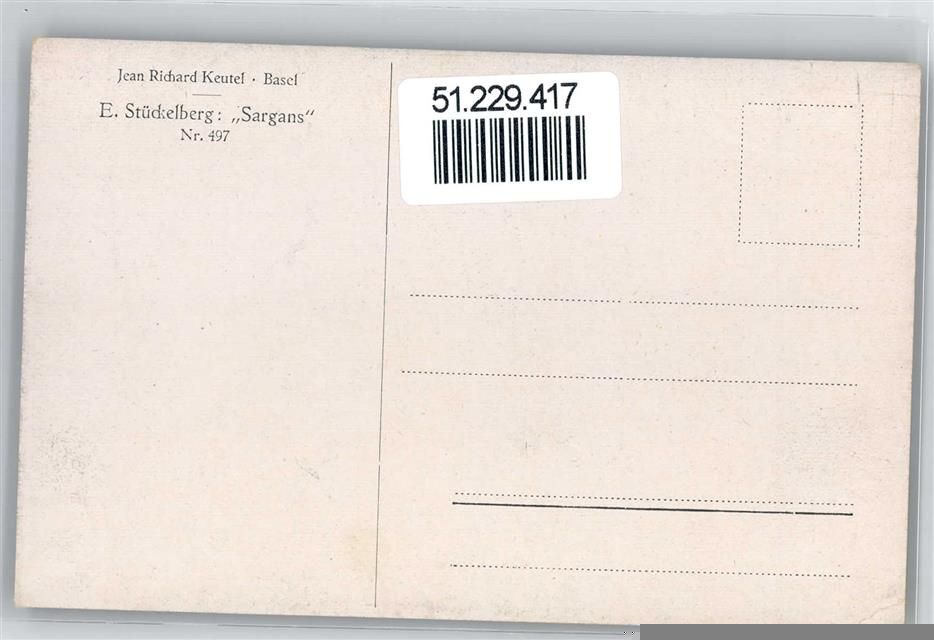 Jean Richard Keutel · Basel
E. Stückelberg: „Sargans“
Nr. 497
51.229.417